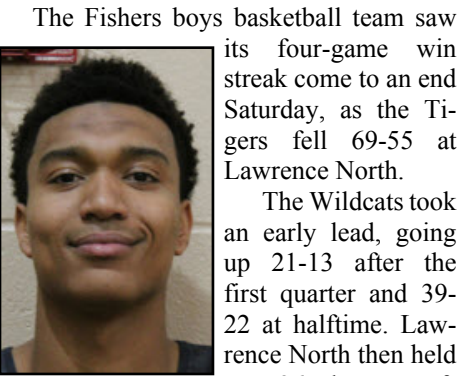 The Fishers boys basketball team saw
its four-game win
streak come to an end
Saturday, as the Ti-
gers fell 69-55 at
Lawrence North.
The Wildcats took
an early lead, going
up 21-13 after the
first quarter and 39-
22 at halftime. Law-
rence North then held